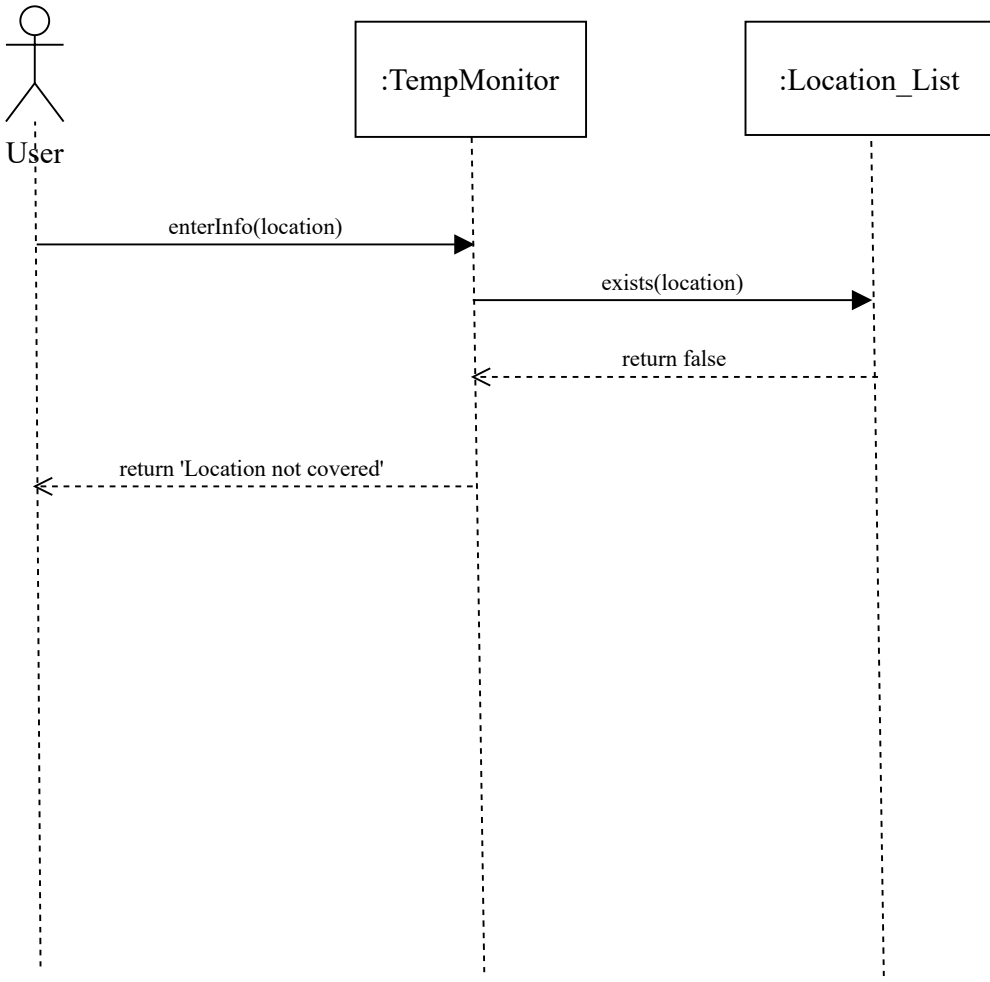 :TempMonitor
:Location_List
User
enterInfo(location)
exists(location)
return false
return 'Location not covered'